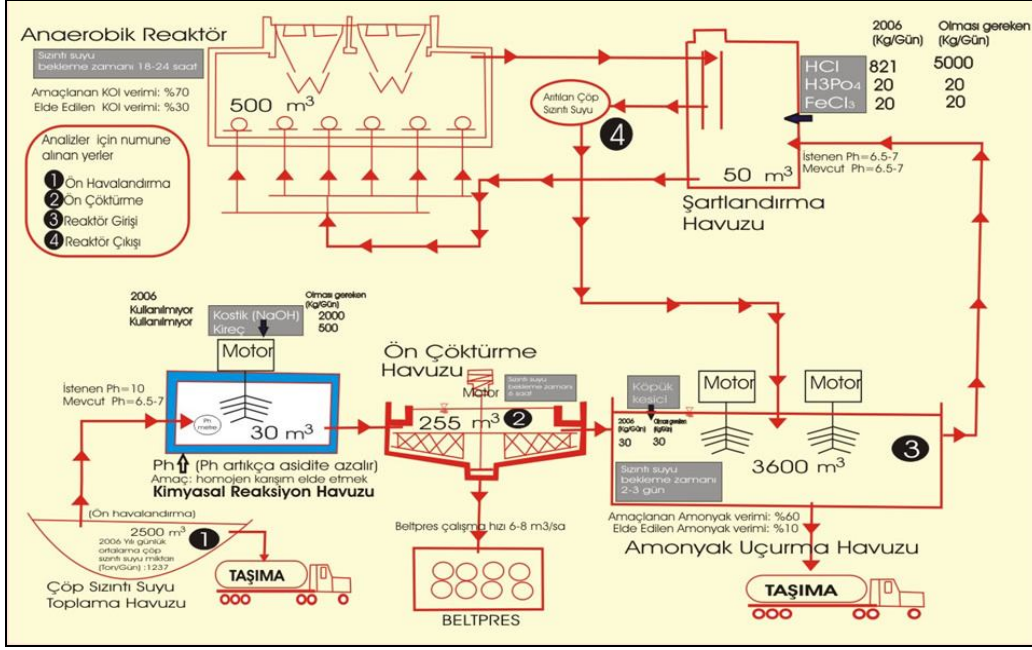 Anaerobik Reaktör
Sızıntı suyu
bekleme zamanı 18-24 saat
Amaçlanan KOI verimi: %70
Elde Edilen KOI verimi: %30
500 m³
Analizler için numune
alınan yerler
1 Ön Havalandırma
2 Ön Çöktürme
3 Reaktör Girişi
4 Reaktör Çıkışı
Arıtılan Çöp
Sızıntı Suyu
4
2006 Olması gereken
(Kg/Gün) (Kg/Gün)
HCl 821 5000
H3Po4 20 20
FeCl3 20 20
İstenen Ph=6.5-7
Mevcut Ph=6.5-7
50 m³
Şartlandırma
Havuzu
2006 Olması gereken
(Kg/Gün)
Kullanılmıyor Kostik (NaOH) 2000
Kullanılmıyor Kireç 500
Motor
İstenen Ph=10
Mevcut Ph=6.5-7
Ph
metre
30 m³
Ph (Ph artıkça asidite azalır)
Amaç: homojen karışım elde etmek
Kimyasal Reaksiyon Havuzu
Ön Çöktürme
Havuzu
Motor
Sızıntı suyu
bekleme zamanı
6 saat
255 m³
2
Beltpres çalışma hızı 6-8 m3/sa
BELTPRES
Köpük
kesici
2006 Olması gereken
(Kg/Gün) (Kg/Gün)
30 30
Motor
Motor
3
3600 m³
Sızıntı suyu
bekleme zamanı
2-3 gün
Amaçlanan Amonyak verimi: %60
Elde Edilen Amonyak verimi: %10
Amonyak Uçurma Havuzu
TAŞIMA
(Ön havalandırma)
2500 m³
1
2006 Yılı günlük
ortalama çöp
sızıntı suyu miktarı
(Ton/Gün) :1237
Çöp Sızıntı Suyu
Toplama Havuzu
TAŞIMA